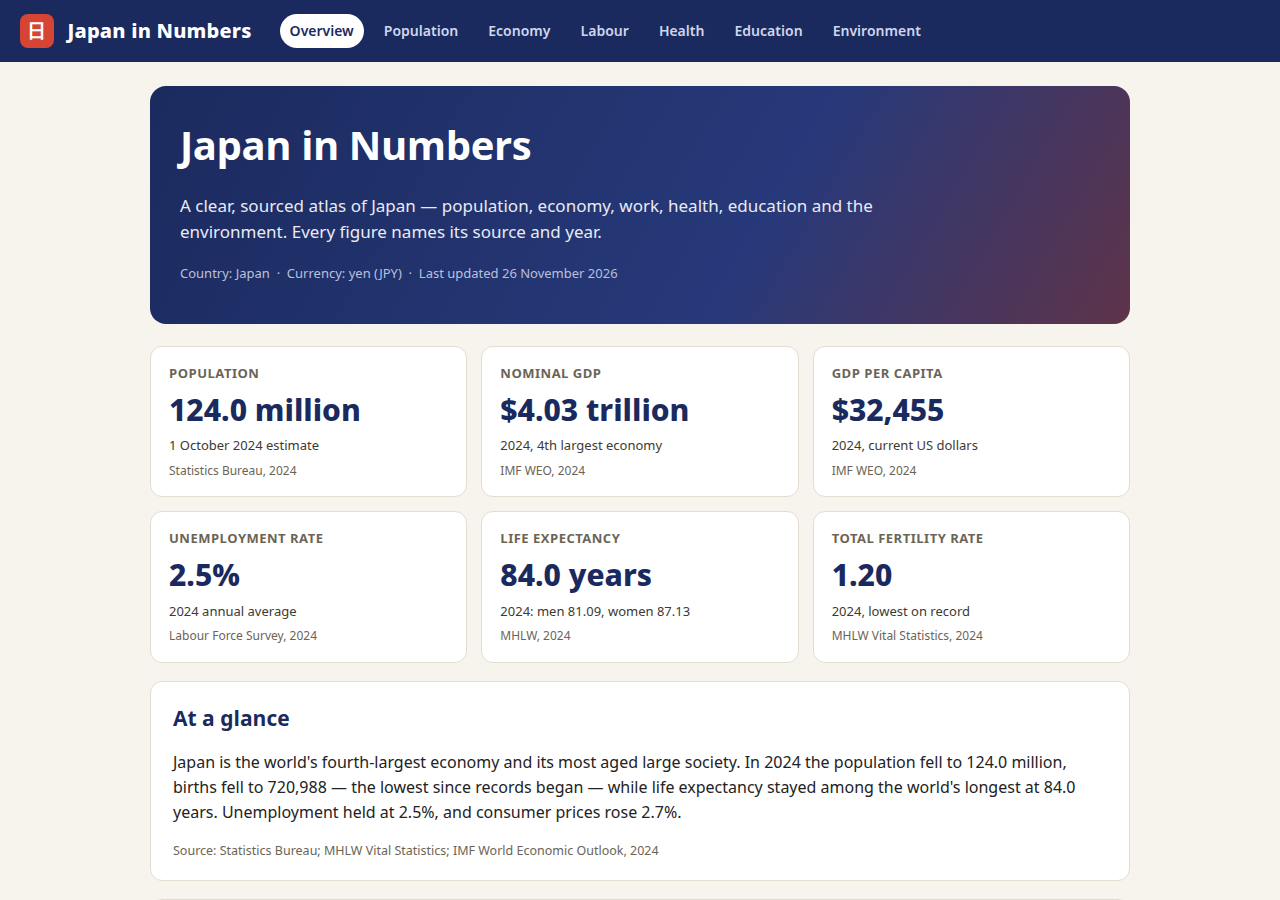 日 Japan in Numbers Overview Population Economy Labour Health Education Environment
Japan in Numbers
A clear, sourced atlas of Japan — population, economy, work, health, education and the
environment. Every figure names its source and year.
Country: Japan · Currency: yen (JPY) · Last updated 26 November 2026
POPULATION
124.0 million
1 October 2024 estimate
Statistics Bureau, 2024
NOMINAL GDP
$4.03 trillion
2024, 4th largest economy
IMF WEO, 2024
GDP PER CAPITA
$32,455
2024, current US dollars
IMF WEO, 2024
UNEMPLOYMENT RATE
2.5%
2024 annual average
Labour Force Survey, 2024
LIFE EXPECTANCY
84.0 years
2024: men 81.09, women 87.13
MHLW, 2024
TOTAL FERTILITY RATE
1.20
2024, lowest on record
MHLW Vital Statistics, 2024
At a glance
Japan is the world's fourth-largest economy and its most aged large society. In 2024 the population fell to 124.0 million,
births fell to 720,988 — the lowest since records began — while life expectancy stayed among the world's longest at 84.0
years. Unemployment held at 2.5%, and consumer prices rose 2.7%.
Source: Statistics Bureau; MHLW Vital Statistics; IMF World Economic Outlook, 2024